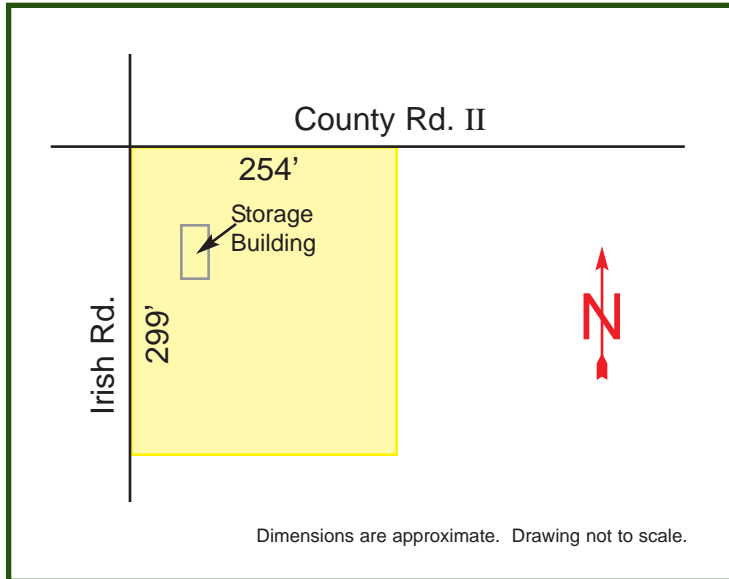 County Rd. II
254’
Storage
Building
Irish Rd.
299’
N
Dimensions are approximate. Drawing not to scale.